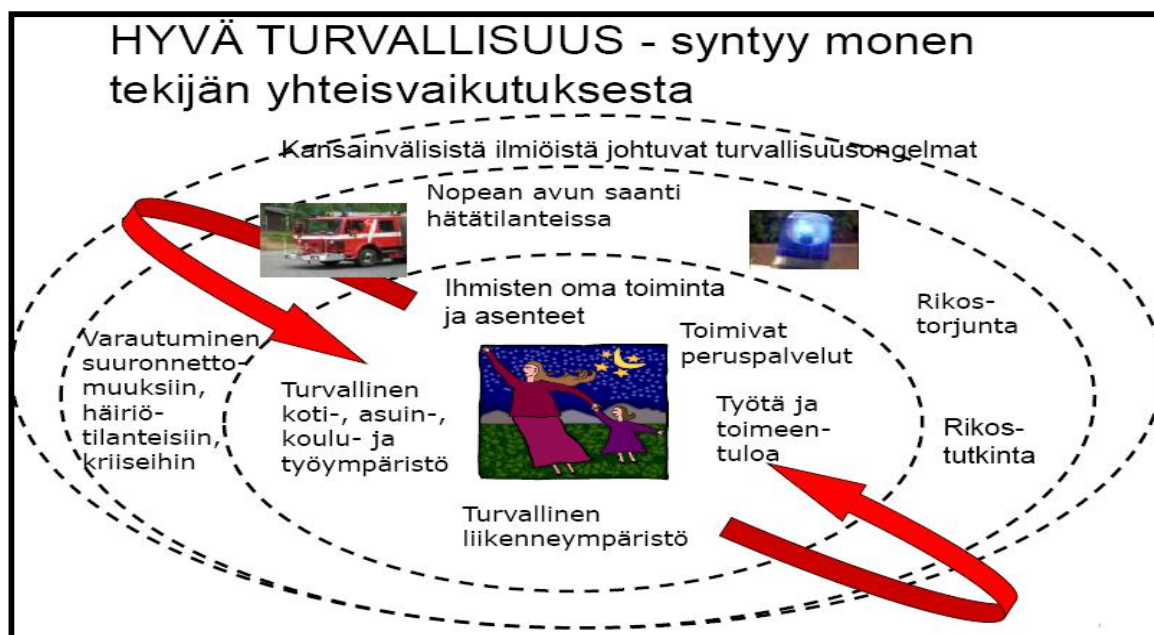 HYVÄ TURVALLISUUS - syntyy monen
tekijän yhteisvaikutuksesta
Kansainvälisistä ilmiöistä johtuvat turvallisuusongelmat
Nopean avun saanti
hätätilanteissa
Ihmisten oma toiminta
ja asenteet
Rikos-
torjunta
Varautuminen
suuronnetto-
muuksiin,
häiriö-
tilanteisiin,
kriiseihin
Toimivat
peruspalvelut
Turvallinen
koti-, asuin-,
koulu- ja
työympäristö
Työtä ja
toimeen-
tuloa
Rikos-
tutkinta
Turvallinen
liikenneympäristö